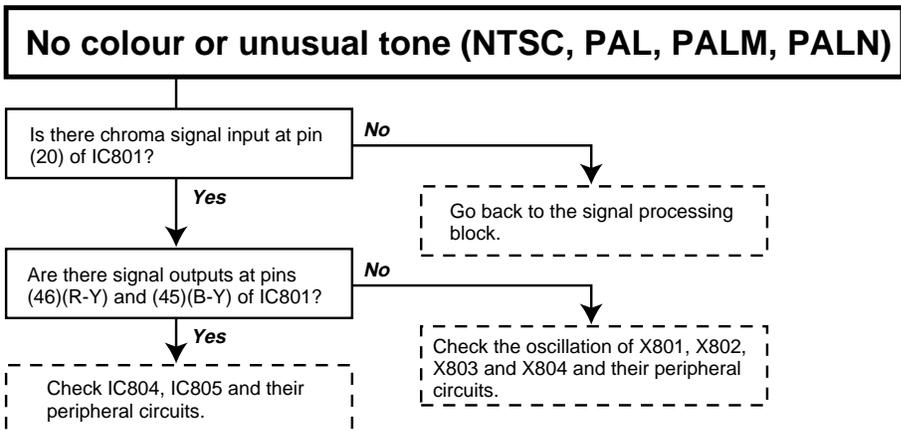 No colour or unusual tone (NTSC, PAL, PALM, PALN)
Is there chroma signal input at pin
(20) of IC801?
No
Yes
Go back to the signal processing
block.
Are there signal outputs at pins
(46)(R-Y) and (45)(B-Y) of IC801?
No
Yes
Check the oscillation of X801, X802,
X803 and X804 and their peripheral
circuits.
Check IC804, IC805 and their
peripheral circuits.